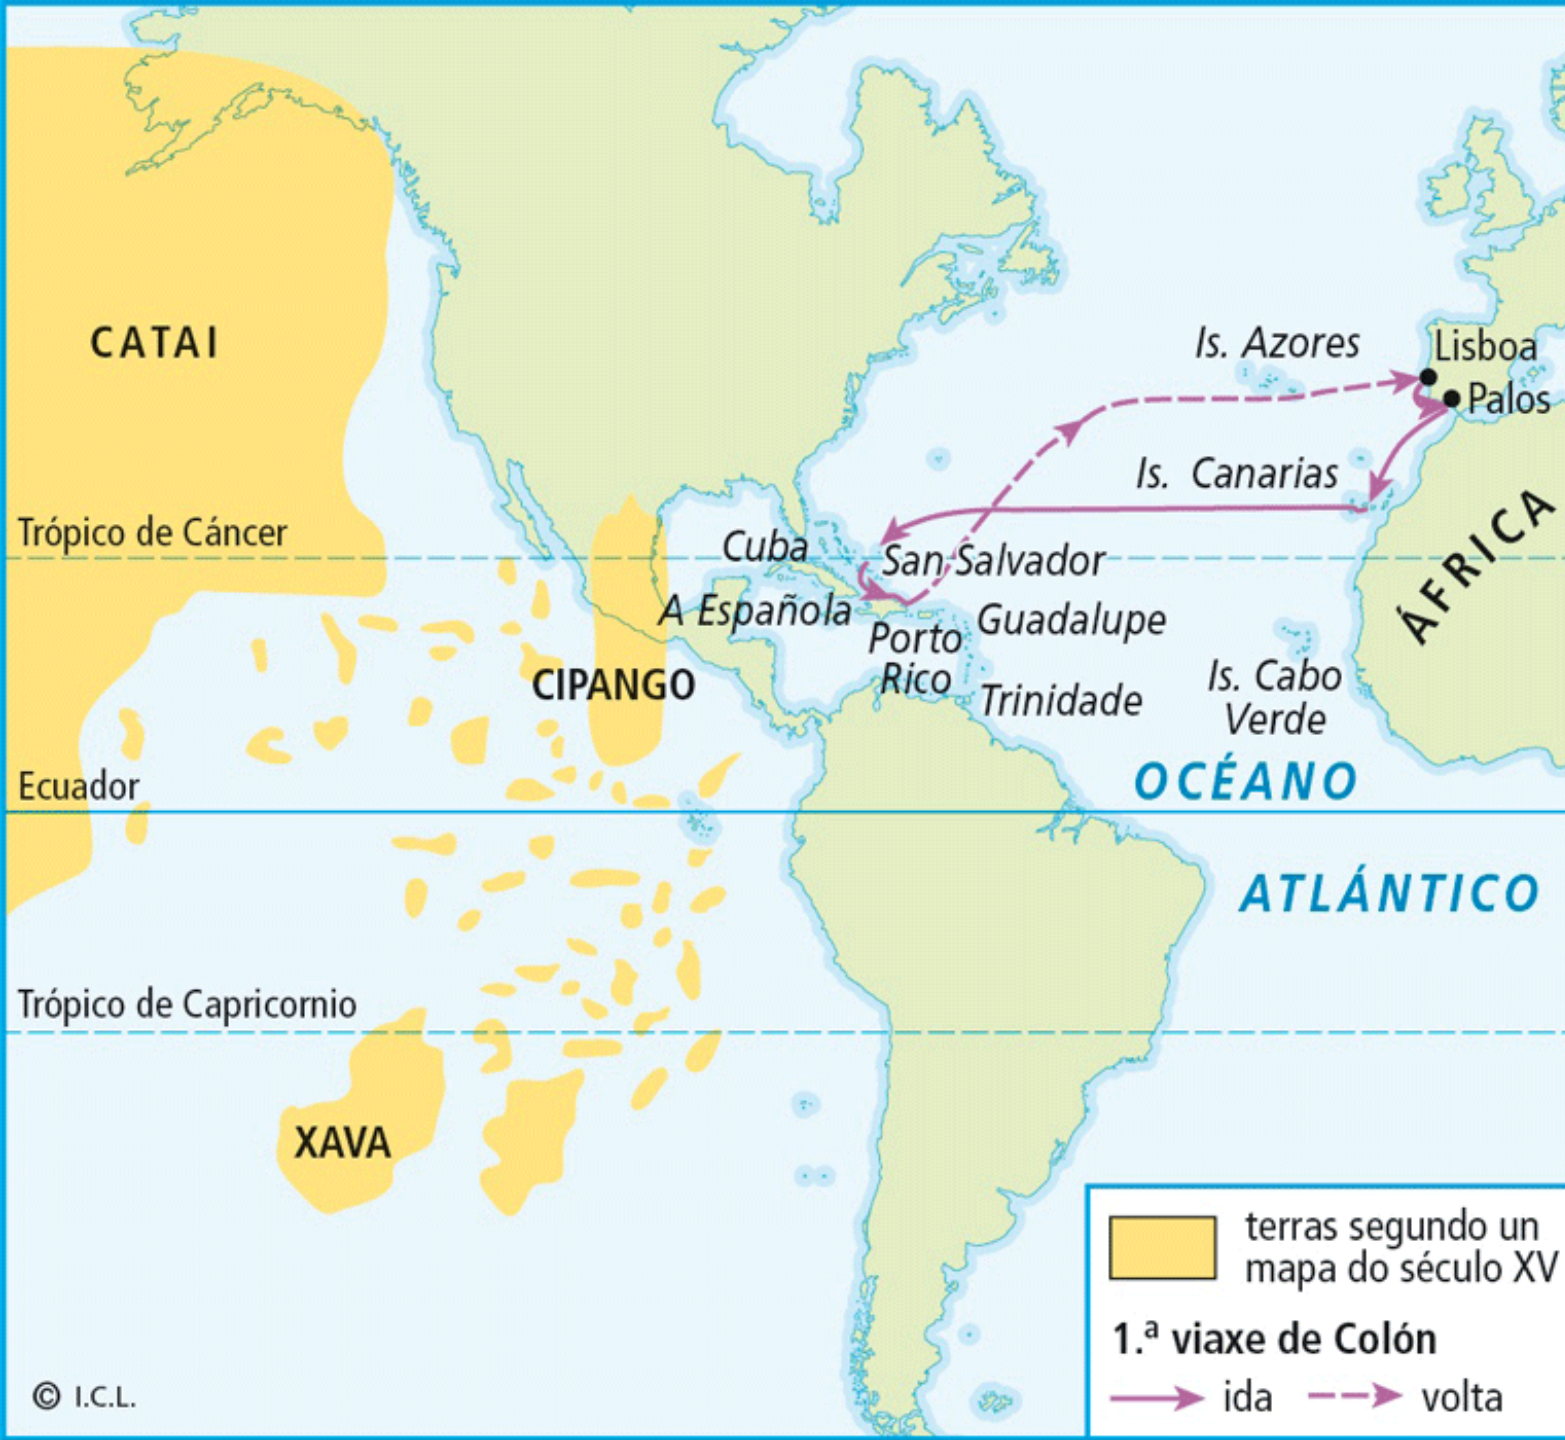 Is. Azores
Lisboa
Palos
CATAI
Is. Canarias
ÁFRICA
Trópico de Cáncer
Cuba
San Salvador
A Española
Guadalupe
Porto
Rico
CIPANGO
Trinidade
Is. Cabo
Verde
Ecuador
OCÉANO
ATLÁNTICO
Trópico de Capricornio
XAVA
terras segundo un
mapa do século XV
1.ª viaxe de Colón
ida volta
© I.C.L.